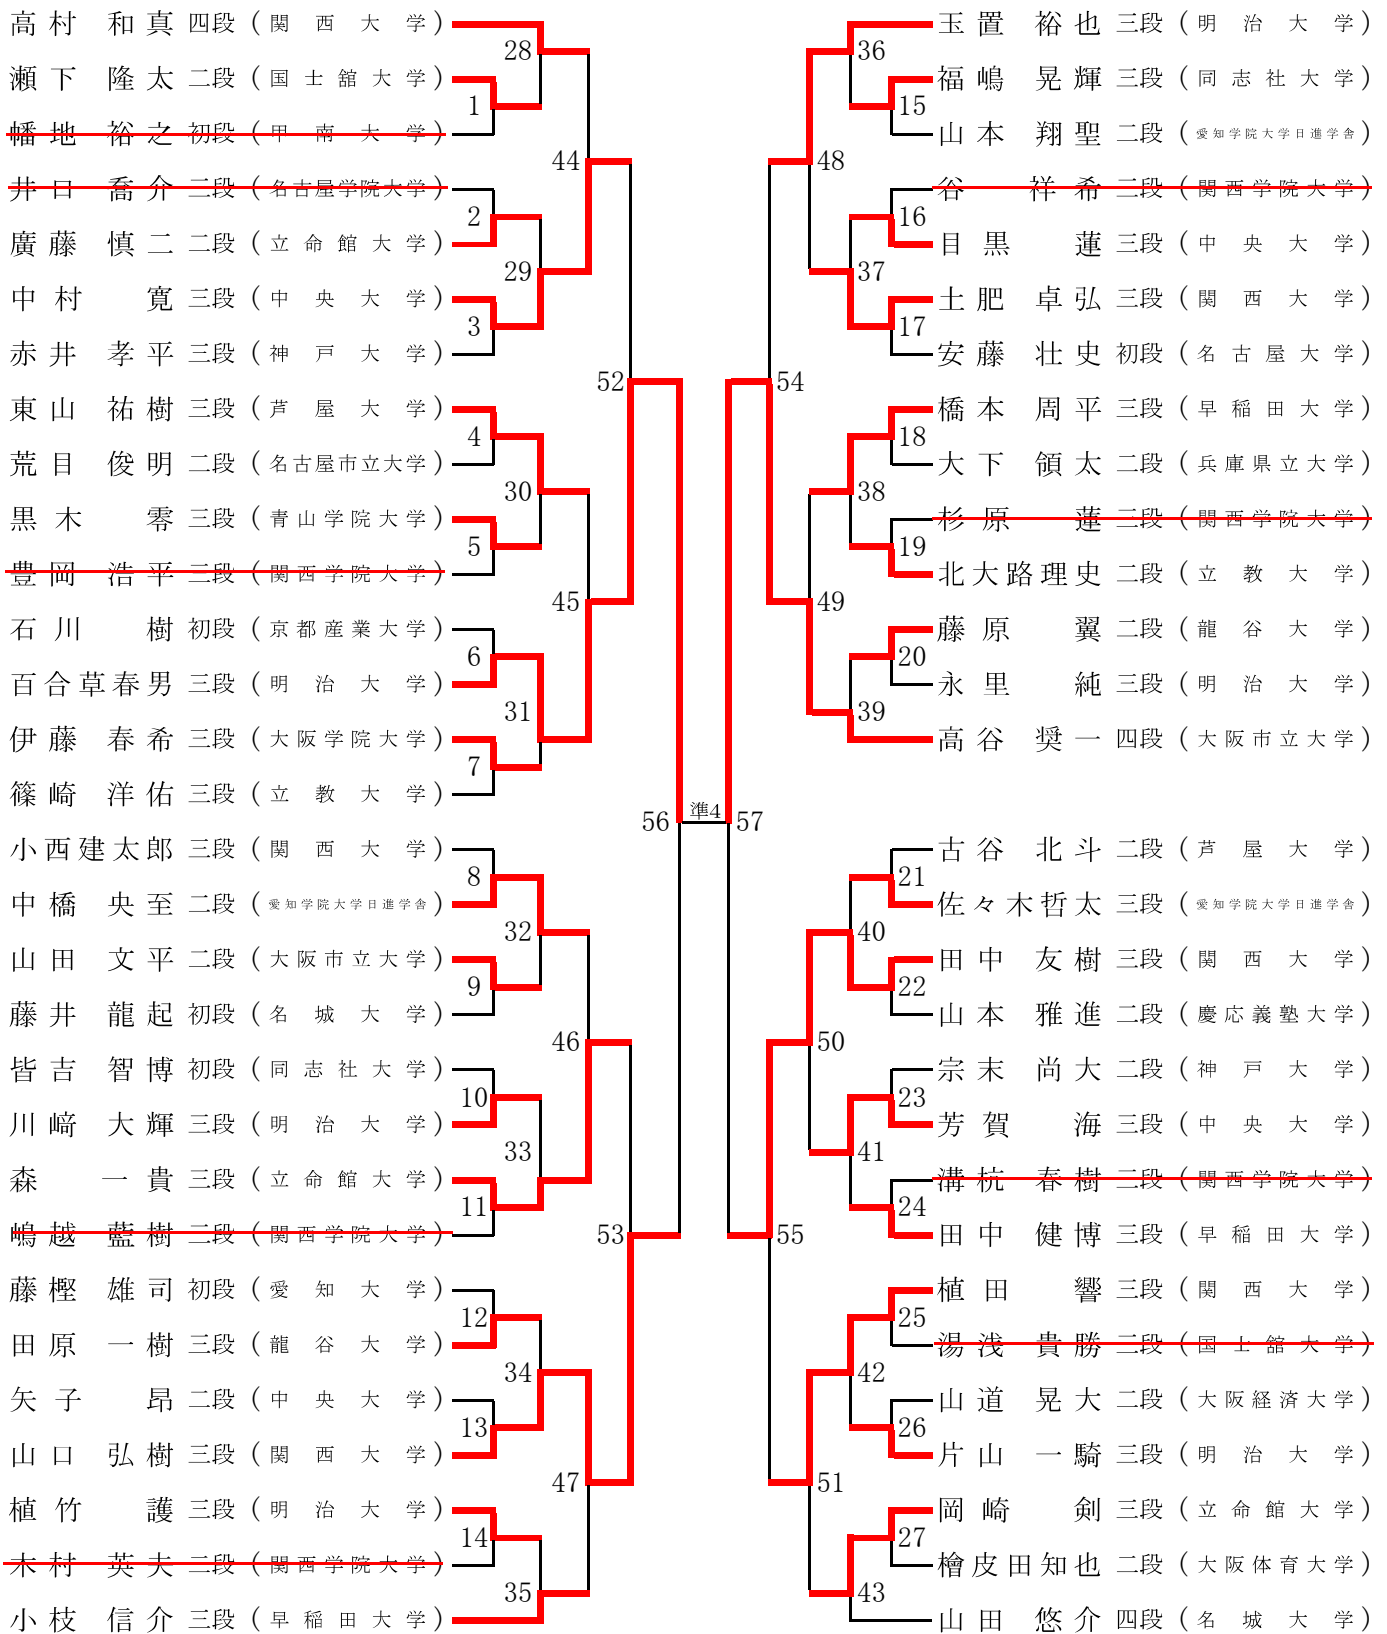 高村 和真 四段（関西大学）
瀬下 隆太 二段（国士舘大学）
幡地 裕之 初段（甲南大学）
井口 喬介 二段（名古屋学院大学）
廣藤 慎二 二段（立命館大学）
中村 寛 三段（中央大学）
赤井 孝平 三段（神戸大学）
東山 祐樹 三段（芦屋大学）
荒目 俊明 二段（名古屋市立大学）
黒木 零 三段（青山学院大学）
豊岡 浩平 三段（関西学院大学）
石川 樹 初段（京都産業大学）
百合草春男 三段（明治大学）
伊藤 春希 三段（大阪学院大学）
篠崎 洋佑 三段（立教大学）
小西建太郎 三段（関西大学）
中橋 央至 二段（愛知学院大学日進学舎）
山田 文平 二段（大阪市立大学）
藤井 龍起 初段（名城大学）
皆吉 智博 初段（同志社大学）
川﨑 大輝 三段（明治大学）
森 一貴 三段（立命館大学）
嶋越 藍樹 二段（関西学院大学）
藤樫 雄司 初段（愛知大学）
田原 一樹 三段（龍谷大学）
矢子 昂 二段（中央大学）
山口 弘樹 三段（関西大学）
植竹 護 三段（明治大学）
木村 英夫 二段（関西学院大学）
小枝 信介 三段（早稲田大学）
1
2
3
4
5
6
7
8
9
10
11
12
13
14
28
29
30
31
32
33
34
35
44
45
46
47
52
53
56
準4
57
54
55
48
49
50
51
36
37
38
39
40
41
42
43
15
16
17
18
19
20
21
22
23
24
25
26
27
玉置 裕也 三段（明治大学）
福嶋 晃輝 三段（同志社大学）
山本 翔聖 二段（愛知学院大学日進学舎）
谷 祥希 二段（関西学院大学）
目黒 蓮 三段（中央大学）
土肥 卓弘 三段（関西大学）
安藤 壮史 初段（名古屋大学）
橋本 周平 三段（早稲田大学）
大下 領太 二段（兵庫県立大学）
杉原 蓮 三段（関西学院大学）
北大路理史 二段（立教大学）
藤原 翼 二段（龍谷大学）
永里 純 三段（明治大学）
高谷 奨一 四段（大阪市立大学）
古谷 北斗 二段（芦屋大学）
佐々木哲太 三段（愛知学院大学日進学舎）
田中 友樹 三段（関西大学）
山本 雅進 二段（慶応義塾大学）
宗末 尚大 二段（神戸大学）
芳賀 海 三段（中央大学）
溝杭 春樹 二段（関西学院大学）
田中 健博 三段（早稲田大学）
植田 響 三段（関西大学）
湯浅 貴勝 二段（国士舘大学）
山道 晃大 二段（大阪経済大学）
片山 一騎 三段（明治大学）
岡崎 剣 三段（立命館大学）
檜皮田知也 二段（大阪体育大学）
山田 悠介 四段（名城大学）